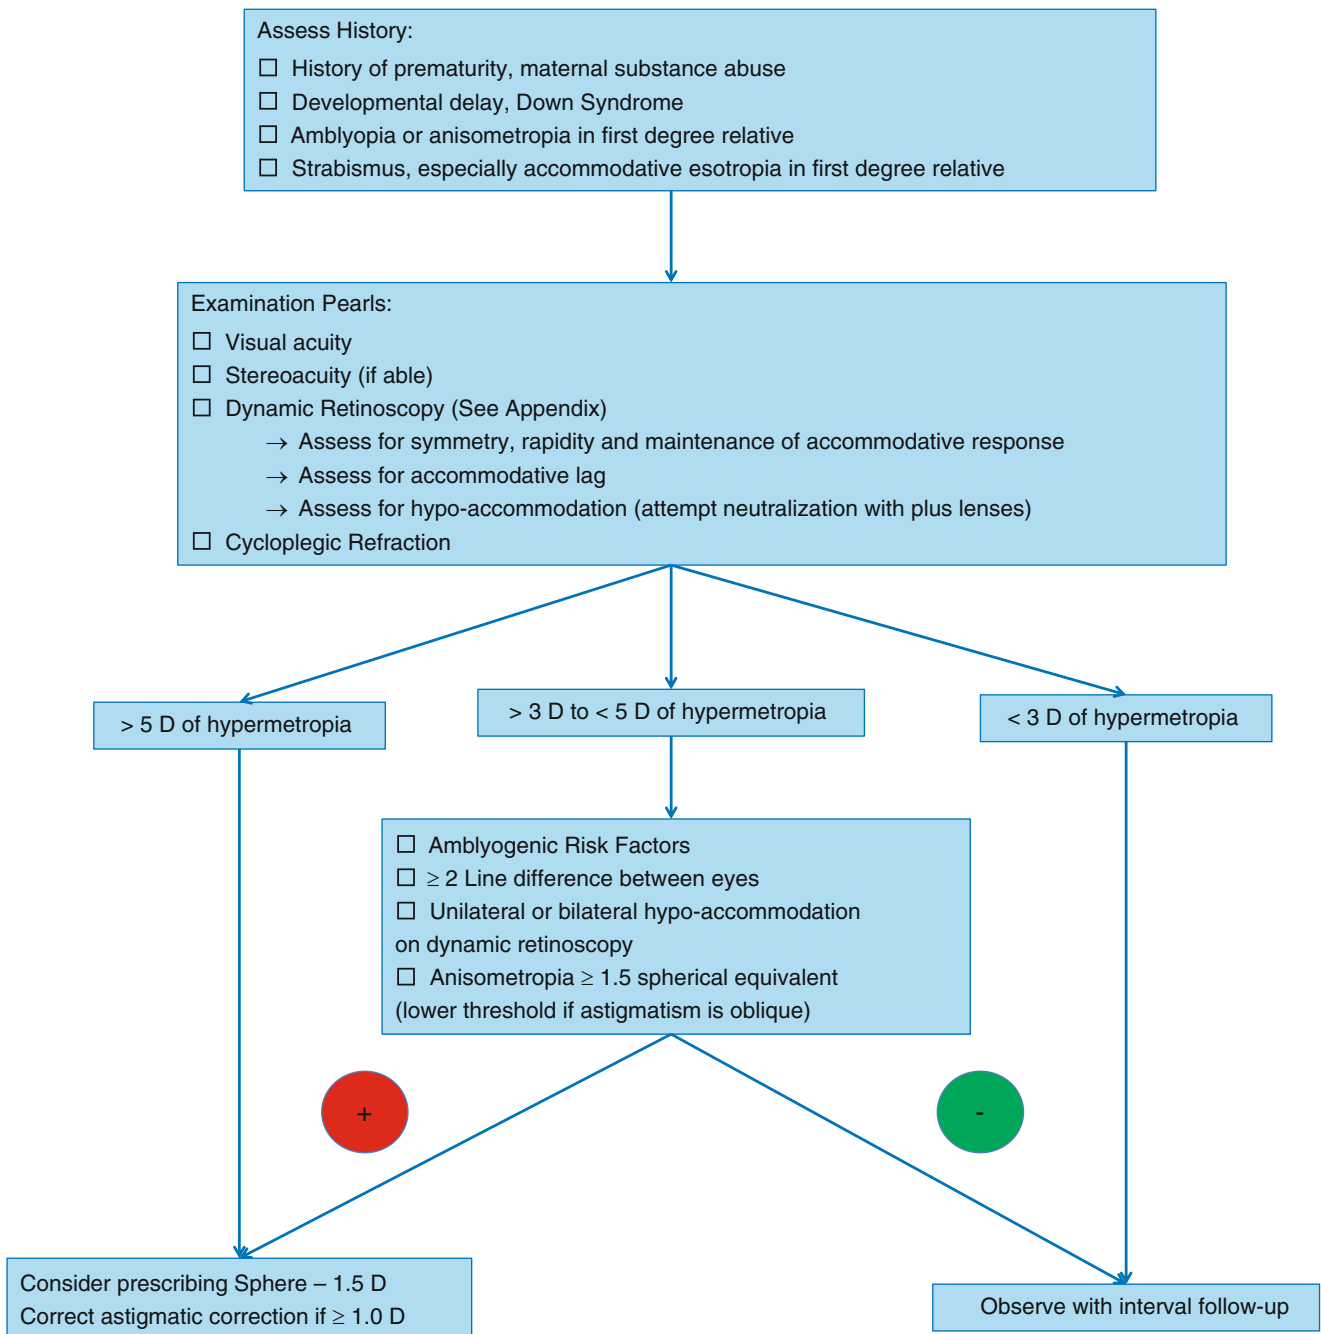 Assess History:
☐ History of prematurity, maternal substance abuse
☐ Developmental delay, Down Syndrome
☐ Amblyopia or anisometropia in first degree relative
☐ Strabismus, especially accommodative esotropia in first degree relative
Examination Pearls:
☐ Visual acuity
☐ Stereoacuity (if able)
☐ Dynamic Retinoscopy (See Appendix)
→ Assess for symmetry, rapidity and maintenance of accommodative response
→ Assess for accommodative lag
→ Assess for hypo-accommodation (attempt neutralization with plus lenses)
☐ Cycloplegic Refraction
> 5 D of hypermetropia
> 3 D to < 5 D of hypermetropia
< 3 D of hypermetropia
☐ Amblyogenic Risk Factors
☐ ≥ 2 Line difference between eyes
☐ Unilateral or bilateral hypo-accommodation
on dynamic retinoscopy
☐ Anisometropia ≥ 1.5 spherical equivalent
(lower threshold if astigmatism is oblique)
+
-
Consider prescribing Sphere – 1.5 D
Correct astigmatic correction if ≥ 1.0 D
Observe with interval follow-up